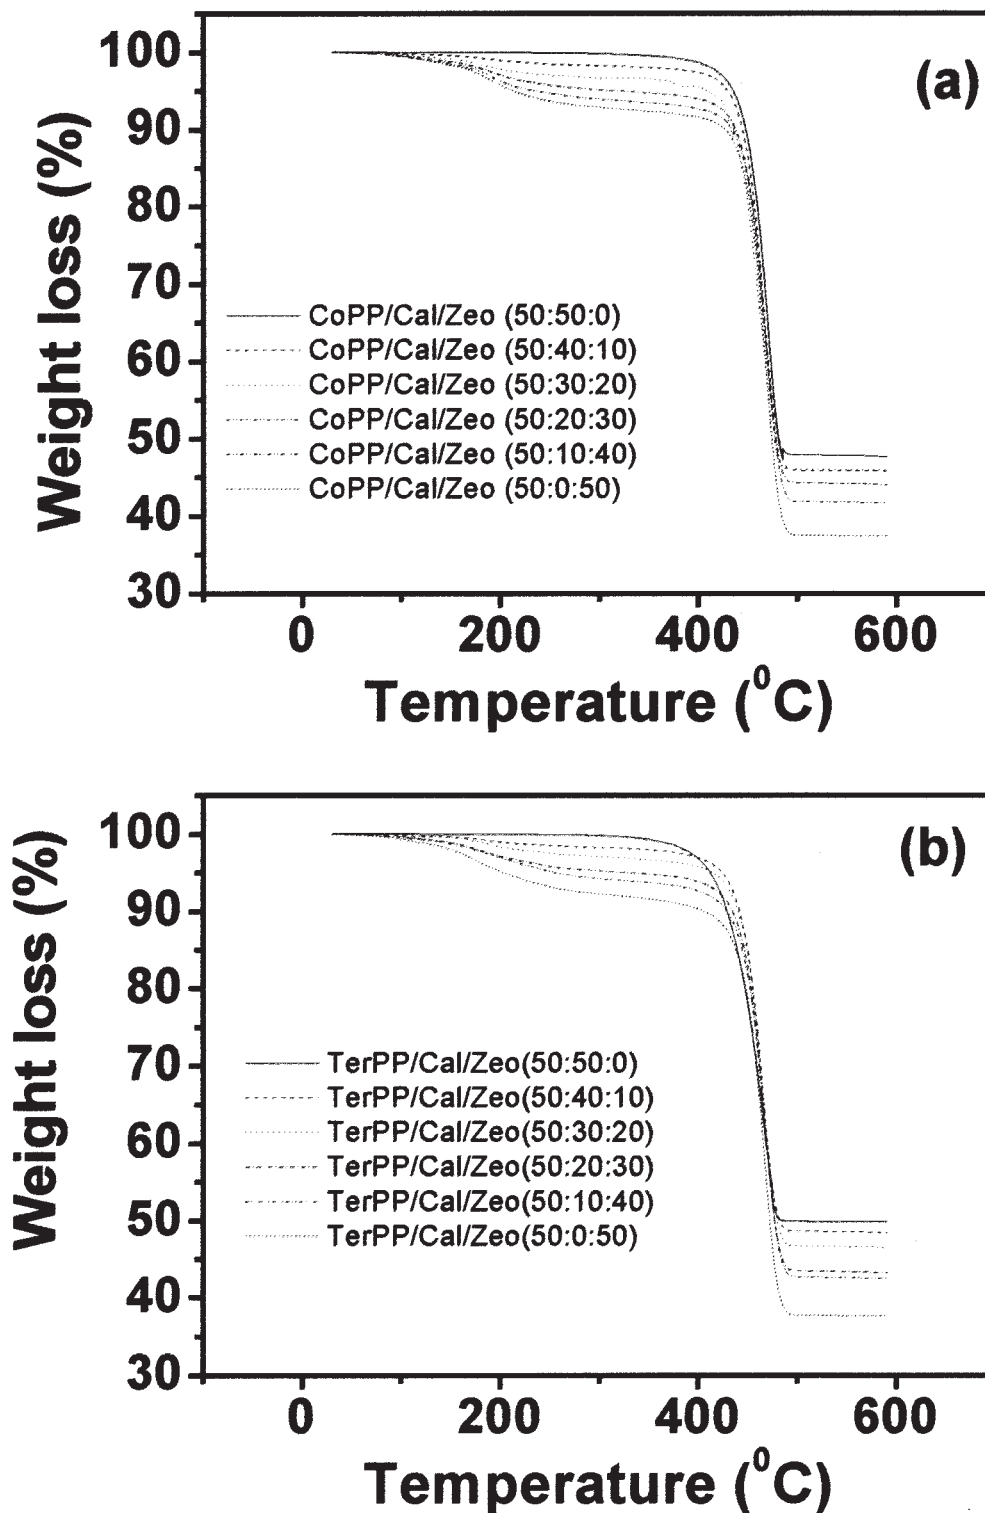 (a)
Weight loss (%)
100
90
80
70
60
50
40
30
CoPP/Cal/Zeo (50:50:0)
CoPP/Cal/Zeo (50:40:10)
CoPP/Cal/Zeo (50:30:20)
CoPP/Cal/Zeo (50:20:30)
CoPP/Cal/Zeo (50:10:40)
CoPP/Cal/Zeo (50:0:50)
0 200 400 600
Temperature (⁰C)
(b)
Weight loss (%)
100
90
80
70
60
50
40
30
TerPP/Cal/Zeo(50:50:0)
TerPP/Cal/Zeo(50:40:10)
TerPP/Cal/Zeo(50:30:20)
TerPP/Cal/Zeo(50:20:30)
TerPP/Cal/Zeo(50:10:40)
TerPP/Cal/Zeo(50:0:50)
0 200 400 600
Temperature (⁰C)